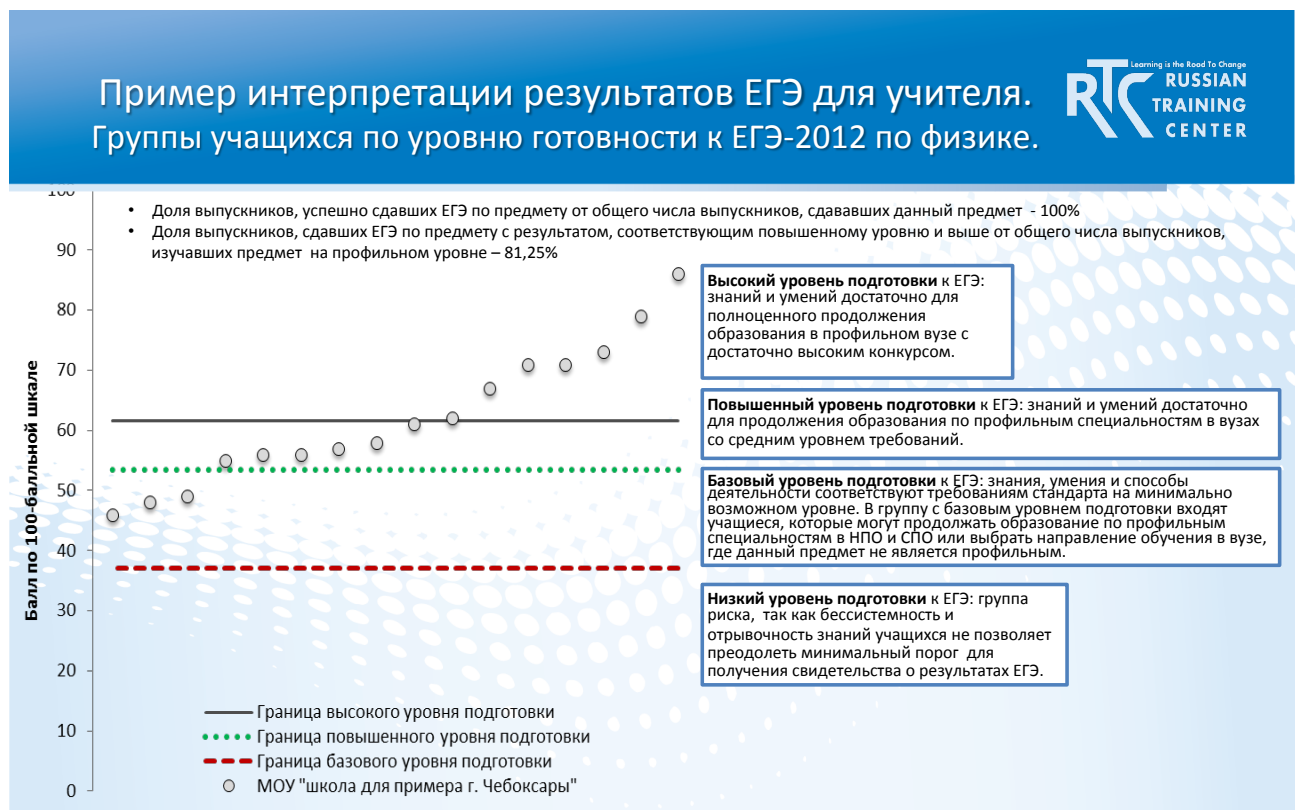 Пример интерпретации результатов ЕГЭ для учителя.
Группы учащихся по уровню готовности к ЕГЭ-2012 по физике.
Learning is the Road To Change
RTC RUSSIAN
TRAINING
CENTER
• Доля выпускников, успешно сдавших ЕГЭ по предмету от общего числа выпускников, сдававших данный предмет - 100%
• Доля выпускников, сдавших ЕГЭ по предмету с результатом, соответствующим повышенному уровню и выше от общего числа выпускников,
изучавших предмет на профильном уровне – 81,25%
Балл по 100-балльной шкале
100
90
80
70
60
50
40
30
20
10
0
Высокий уровень подготовки к ЕГЭ:
знаний и умений достаточно для
полноценного продолжения
образования в профильном вузе с
достаточно высоким конкурсом.
Повышенный уровень подготовки к ЕГЭ: знаний и умений достаточно
для продолжения образования по профильным специальностям в вузах
со средним уровнем требований.
Базовый уровень подготовки к ЕГЭ: знания, умения и способы
деятельности соответствуют требованиям стандарта на минимально
возможном уровне. В группу с базовым уровнем подготовки входят
учащиеся, которые могут продолжать образование по профильным
специальностям в НПО и СПО или выбрать направление обучения в вузе,
где данный предмет не является профильным.
Низкий уровень подготовки к ЕГЭ: группа
риска, так как бессистемность и
отрывочность знаний учащихся не позволяет
преодолеть минимальный порог для
получения свидетельства о результатах ЕГЭ.
Граница высокого уровня подготовки
Граница повышенного уровня подготовки
Граница базового уровня подготовки
МОУ "школа для примера г. Чебоксары"